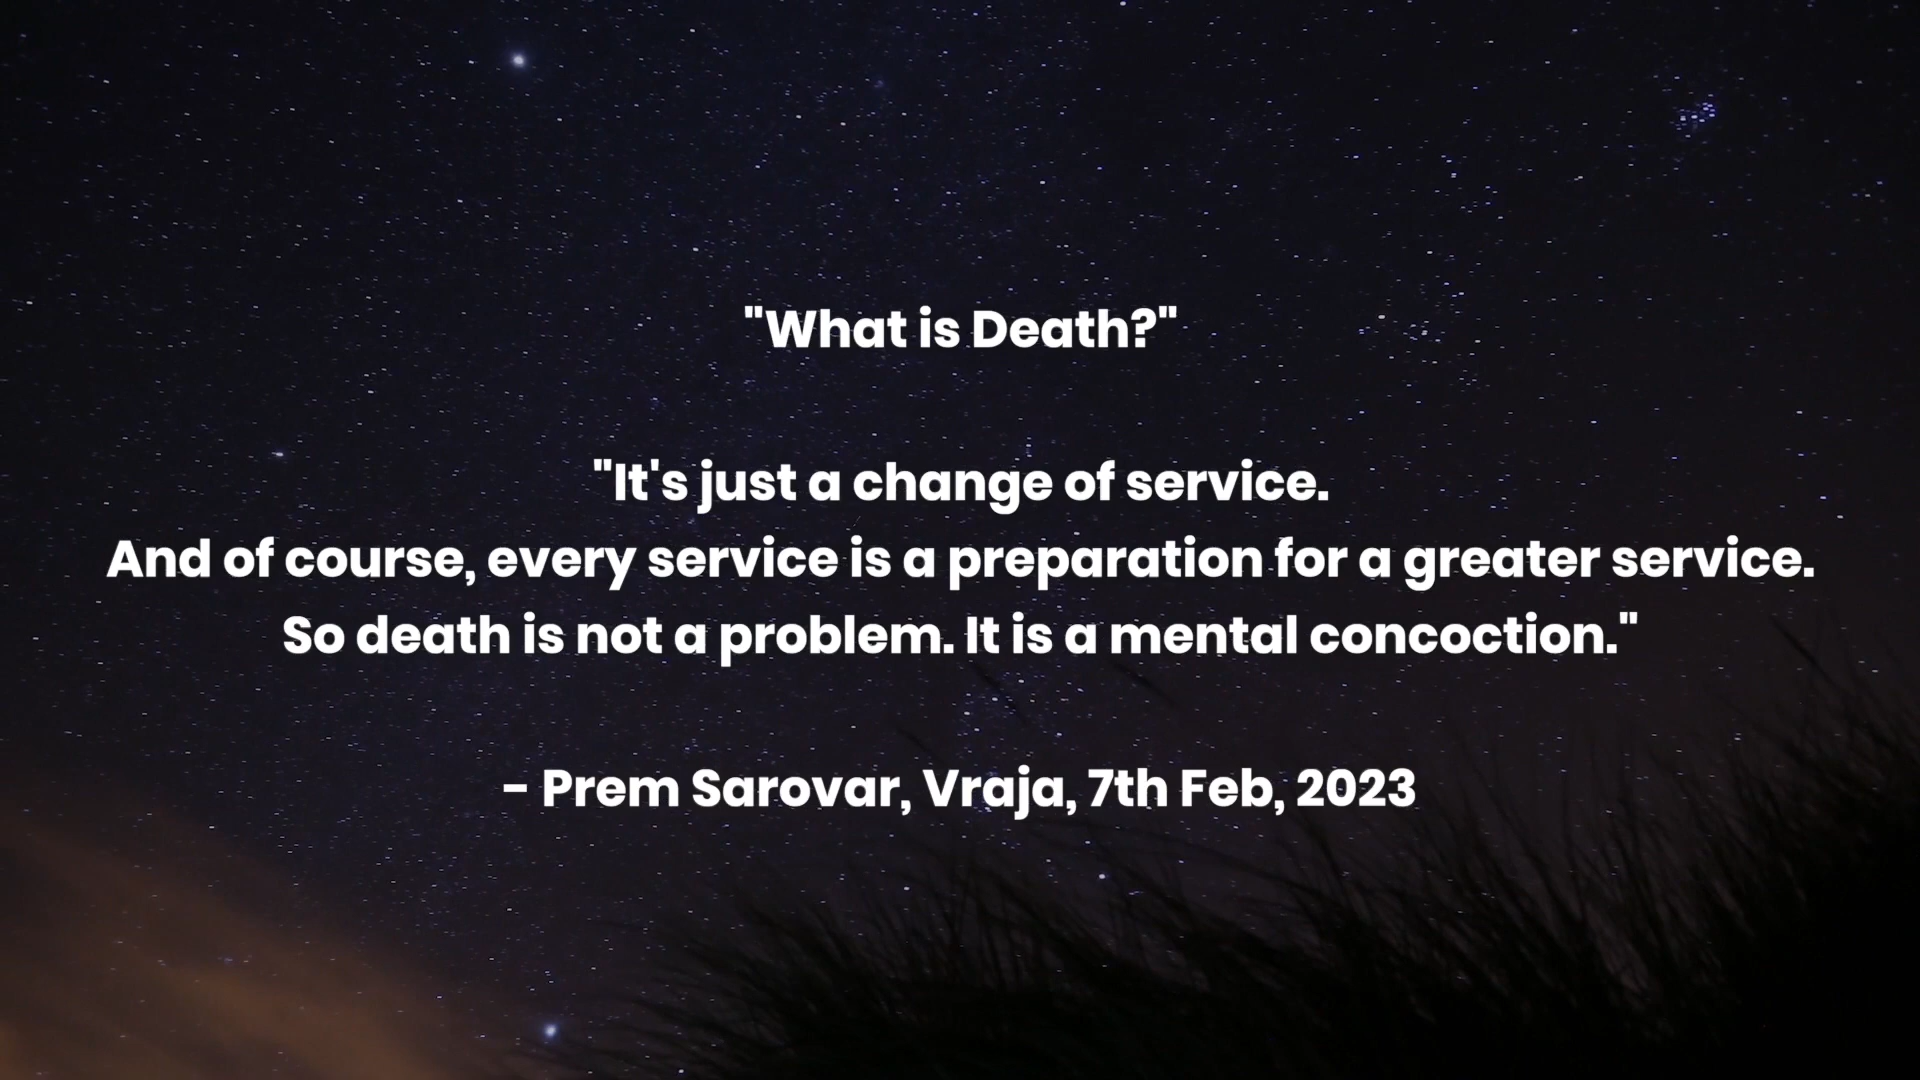 "What is Death?"
"It's just a change of service.
And of course, every service is a preparation for a greater service.
So death is not a problem. It is a mental concoction."
– Prem Sarovar, Vraja, 7th Feb, 2023